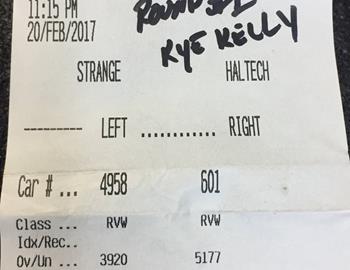 11:15 PM
20/FEB/2017
KYE KELLY
STRANGE HALTECH
--------- LEFT ............ RIGHT
Car # ... 4958 601
Class ... RVW RVW
Idx/Rec..
Ov/Un ... 3920 5177